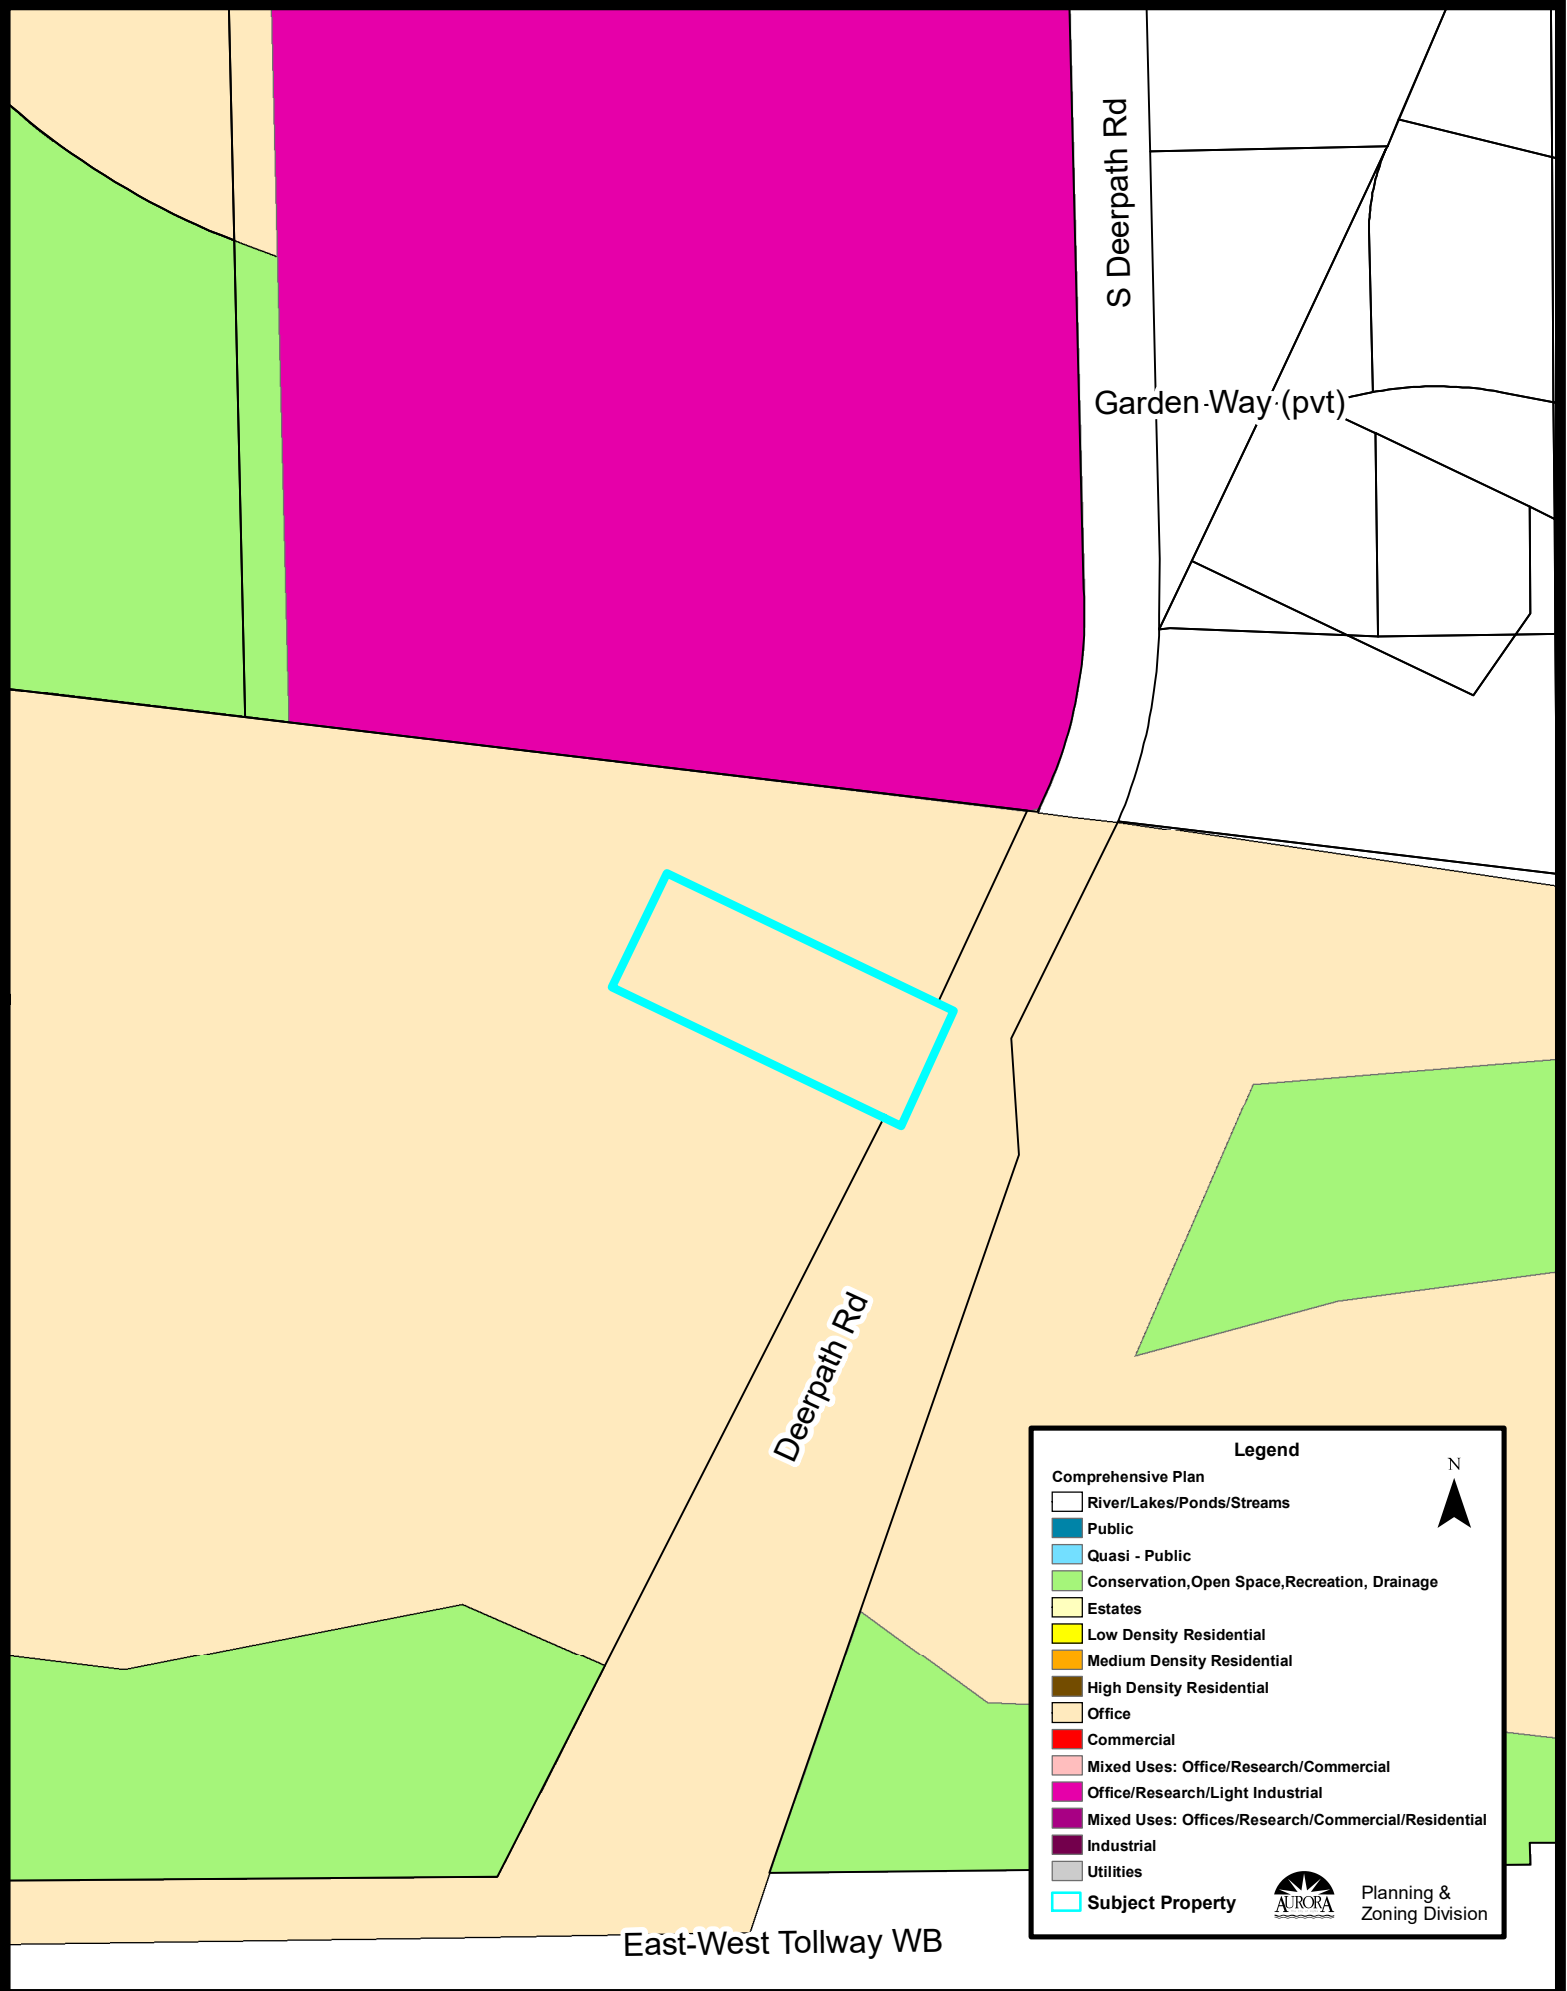 S Deerpath Rd
Garden Way (pvt)
Deerpath Rd
East-West Tollway WB
Legend
N
Comprehensive Plan
River/Lakes/Ponds/Streams
Public
Quasi - Public
Conservation,Open Space,Recreation, Drainage
Estates
Low Density Residential
Medium Density Residential
High Density Residential
Office
Commercial
Mixed Uses: Office/Research/Commercial
Office/Research/Light Industrial
Mixed Uses: Offices/Research/Commercial/Residential
Industrial
Utilities
Subject Property
AURORA
Planning &
Zoning Division